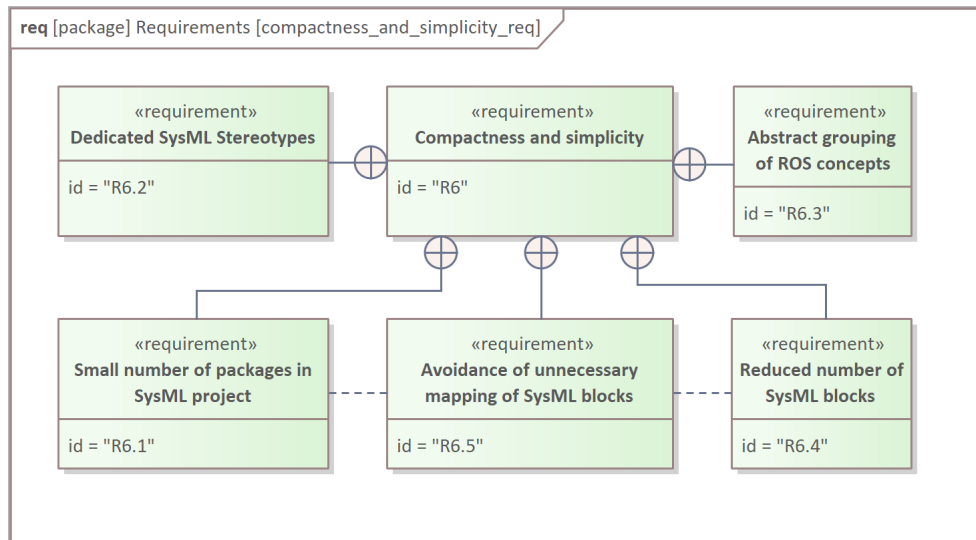 req [package] Requirements [compactness_and_simplicity_req]
«requirement»
Dedicated SysML Stereotypes
id = "R6.2"
«requirement»
Compactness and simplicity
id = "R6"
«requirement»
Abstract grouping
of ROS concepts
id = "R6.3"
«requirement»
Small number of packages in
SysML project
id = "R6.1"
«requirement»
Avoidance of unnecessary
mapping of SysML blocks
id = "R6.5"
«requirement»
Reduced number of
SysML blocks
id = "R6.4"